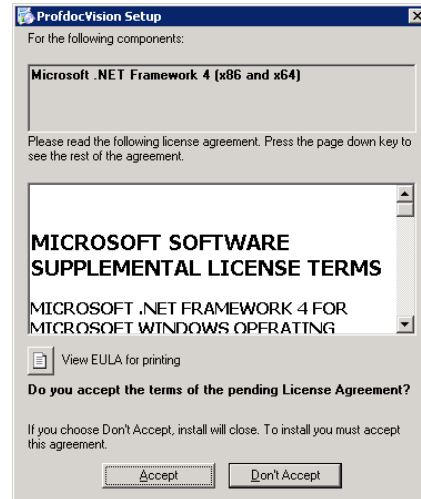 ProfdocVision Setup
For the following components:
Microsoft .NET Framework 4 (x86 and x64)
Please read the following license agreement. Press the page down key to
see the rest of the agreement.
MICROSOFT SOFTWARE
SUPPLEMENTAL LICENSE TERMS
MICROSOFT .NET FRAMEWORK 4 FOR
MICROSOFT WINDOWS OPERATING
View EULA for printing
Do you accept the terms of the pending License Agreement?
If you choose Don't Accept, install will close. To install you must accept
this agreement.
Accept Don't Accept